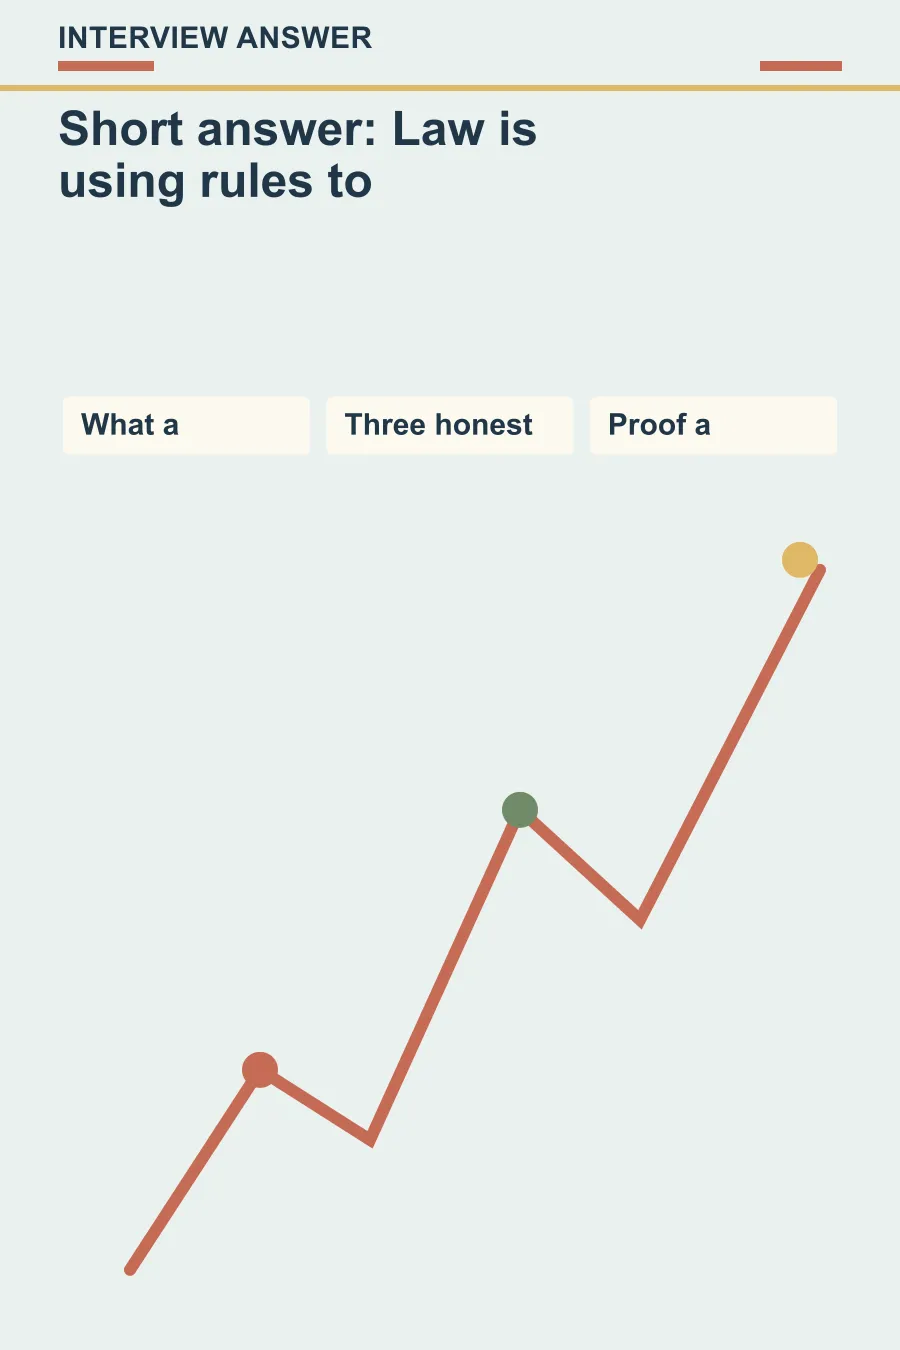 INTERVIEW ANSWER
Short answer: Law is
using rules to
What a
Three honest
Proof a